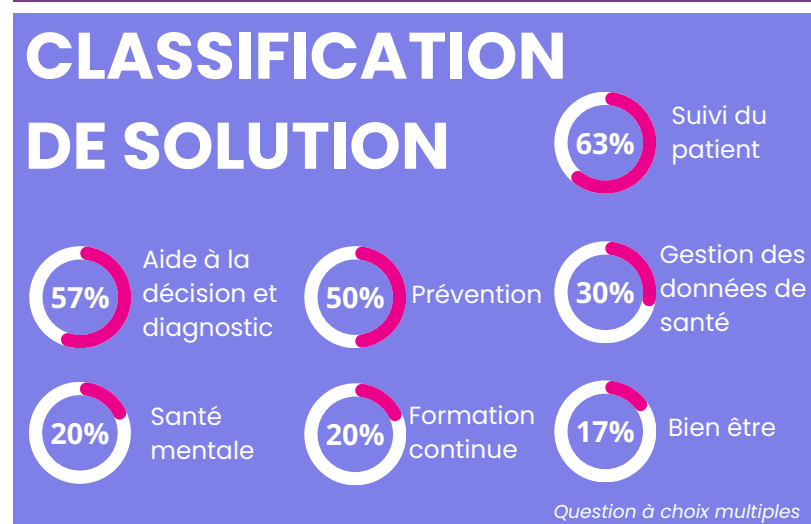 CLASSIFICATION
DE SOLUTION
63%
Suivi du
patient
57%
Aide à la
décision et
diagnostic
50%
Prévention
30%
Gestion des
données de
santé
20%
Santé
mentale
20%
Formation
continue
17%
Bien être
Question à choix multiples